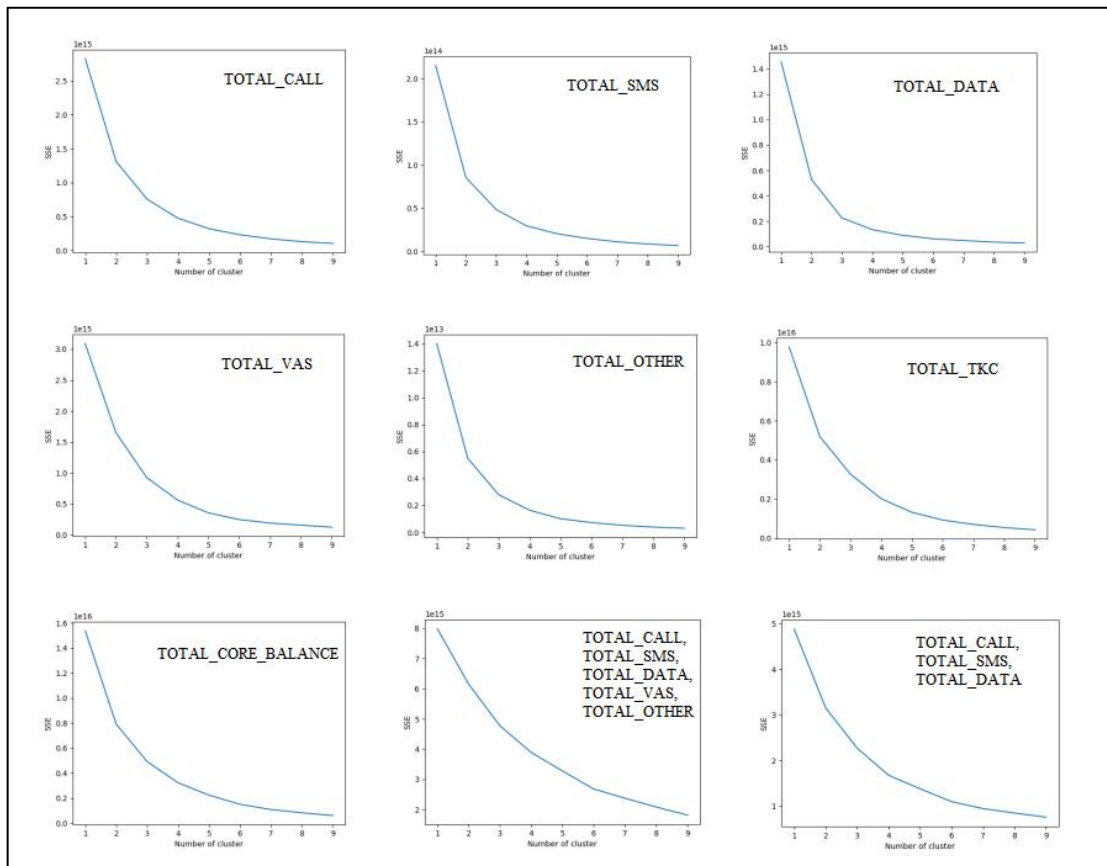 1e15
TOTAL_CALL
2.5
2.0
1.5
1.0
0.5
0.0
SSE
1 2 3 4 5 6 7 8 9
Number of cluster
1e14
TOTAL_SMS
2.0
1.5
1.0
0.5
0.0
SSE
1 2 3 4 5 6 7 8 9
Number of cluster
1e15
TOTAL_DATA
1.4
1.2
1.0
0.8
0.6
0.4
0.2
0.0
SSE
1 2 3 4 5 6 7 8 9
Number of cluster
1e15
TOTAL_VAS
3.0
2.5
2.0
1.5
1.0
0.5
0.0
SSE
1 2 3 4 5 6 7 8 9
Number of cluster
1e13
TOTAL_OTHER
1.4
1.2
1.0
0.8
0.6
0.4
0.2
0.0
SSE
1 2 3 4 5 6 7 8 9
Number of cluster
1e16
TOTAL_TKC
1.0
0.8
0.6
0.4
0.2
0.0
SSE
1 2 3 4 5 6 7 8 9
Number of cluster
1e16
TOTAL_CORE_BALANCE
1.6
1.4
1.2
1.0
0.8
0.6
0.4
0.2
0.0
SSE
1 2 3 4 5 6 7 8 9
Number of cluster
1e15
TOTAL_CALL,
TOTAL_SMS,
TOTAL_DATA,
TOTAL_VAS,
TOTAL_OTHER
8
7
6
5
4
3
2
SSE
1 2 3 4 5 6 7 8 9
Number of cluster
1e15
TOTAL_CALL,
TOTAL_SMS,
TOTAL_DATA
5
4
3
2
1
SSE
1 2 3 4 5 6 7 8 9
Number of cluster